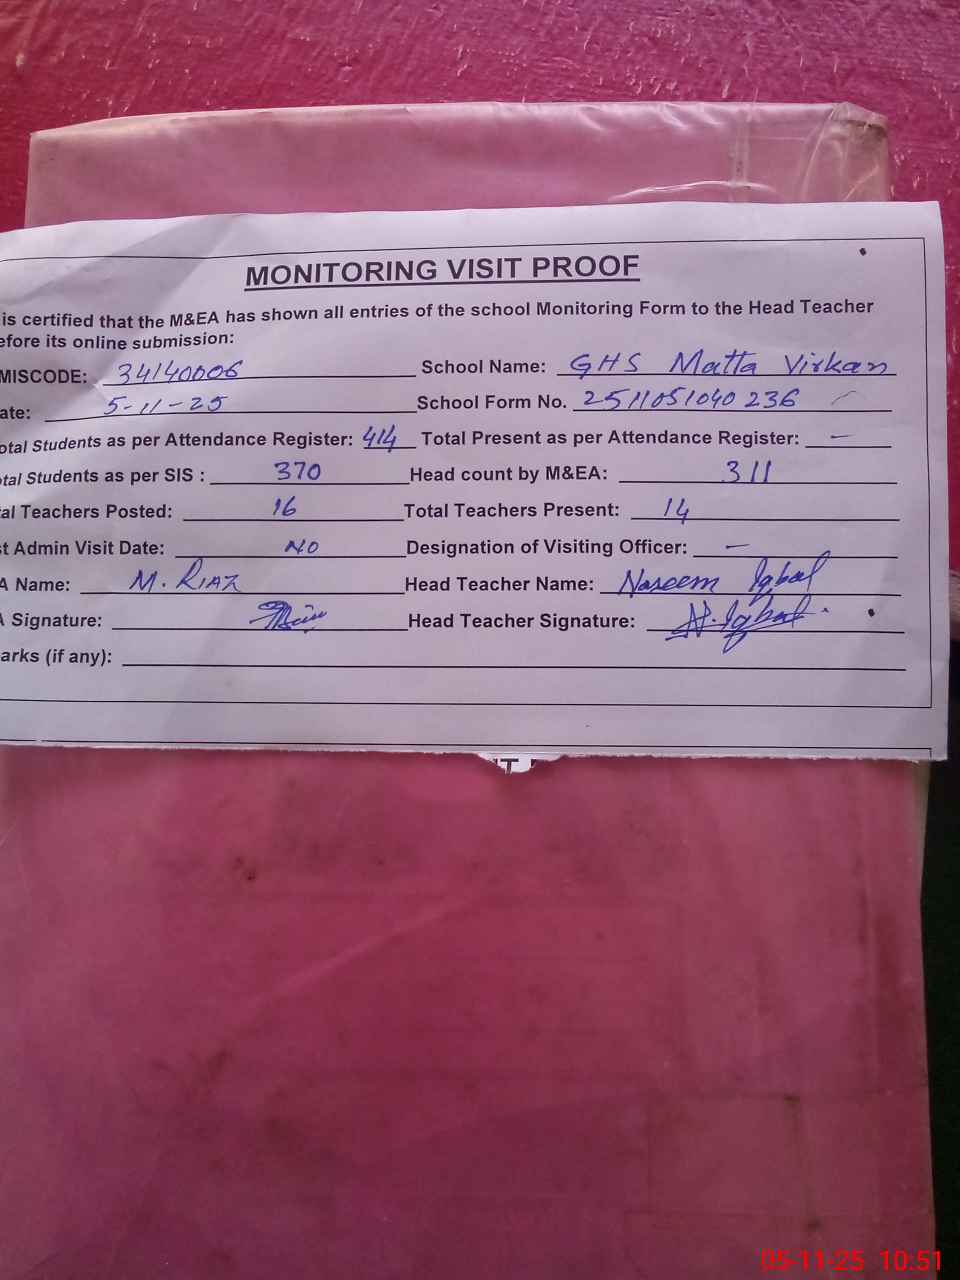 MONITORING VISIT PROOF
is certified that the M&EA has shown all entries of the school Monitoring Form to the Head Teacher
efore its online submission:
MISCODE: 34140006 School Name: GHS Matta Virkan
ate: 5-11-25 School Form No. 2511051040236
otal Students as per Attendance Register: 414 Total Present as per Attendance Register: —
otal Students as per SIS : 370 Head count by M&EA: 311
al Teachers Posted: 16 Total Teachers Present: 14
t Admin Visit Date: NO Designation of Visiting Officer: —
A Name: M. RIAZ Head Teacher Name: Naseem Iqbal
A Signature: Head Teacher Signature: N. Iqbal.
arks (if any):
05-11-25 10:51